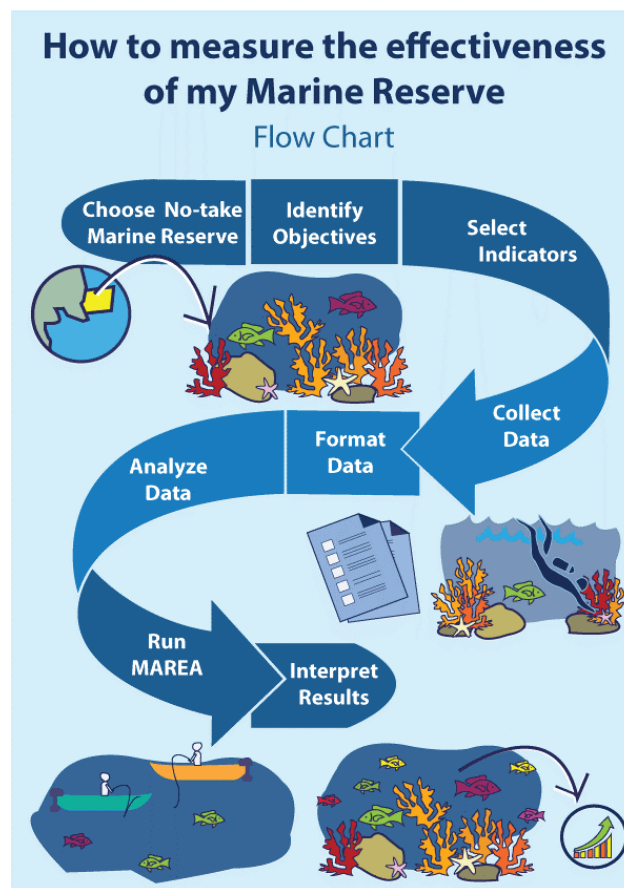 How to measure the effectiveness
of my Marine Reserve
Flow Chart
Choose No-take
Marine Reserve
Identify
Objectives
Select
Indicators
Collect
Data
Format
Data
Analyze
Data
Run
MAREA
Interpret
Results